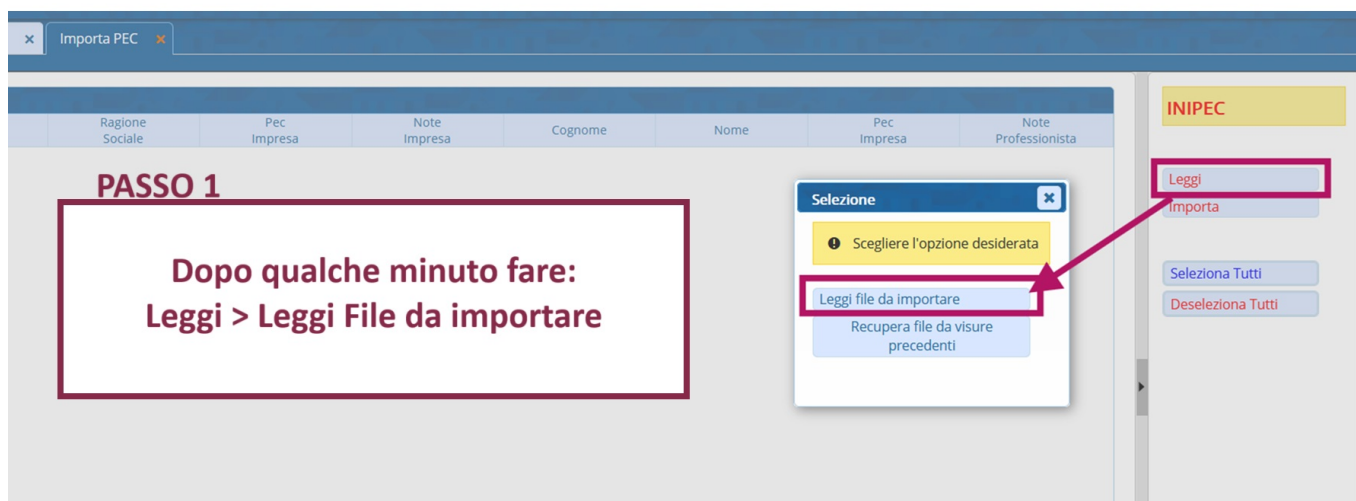 Importa PEC
Ragione
Sociale
Pec
Impresa
Note
Impresa
Cognome
Nome
Pec
Impresa
Note
Professionista
PASSO 1
Dopo qualche minuto fare:
Leggi > Leggi File da importare
Selezione
Scegliere l'opzione desiderata
Leggi file da importare
Recupera file da visure
precedenti
INIPEC
Leggi
Importa
Seleziona Tutti
Deseleziona Tutti